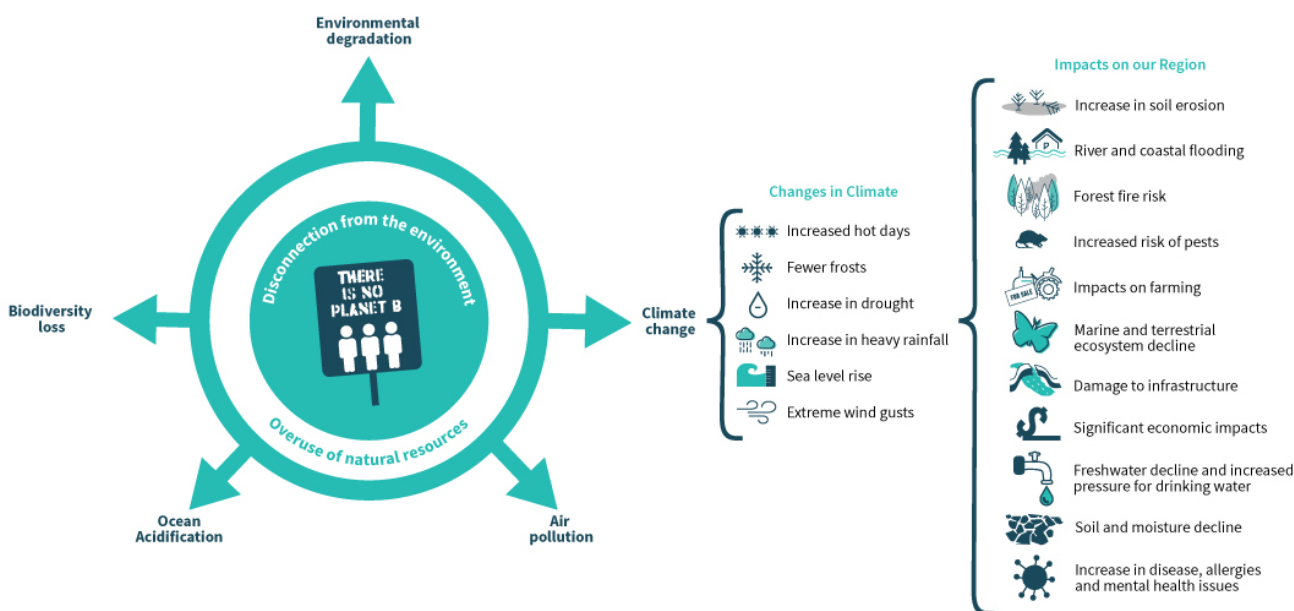 Environmental
degradation
Biodiversity
loss
Disconnection from the environment
THERE
IS NO
PLANET B
Overuse of natural resources
Ocean
Acidification
Air
pollution
Climate
change
Changes in Climate
Increased hot days
Fewer frosts
Increase in drought
Increase in heavy rainfall
Sea level rise
Extreme wind gusts
Impacts on our Region
Increase in soil erosion
River and coastal flooding
P
Forest fire risk
Increased risk of pests
FOR SALE
Impacts on farming
Marine and terrestrial
ecosystem decline
Damage to infrastructure
Significant economic impacts
Freshwater decline and increased
pressure for drinking water
Soil and moisture decline
Increase in disease, allergies
and mental health issues